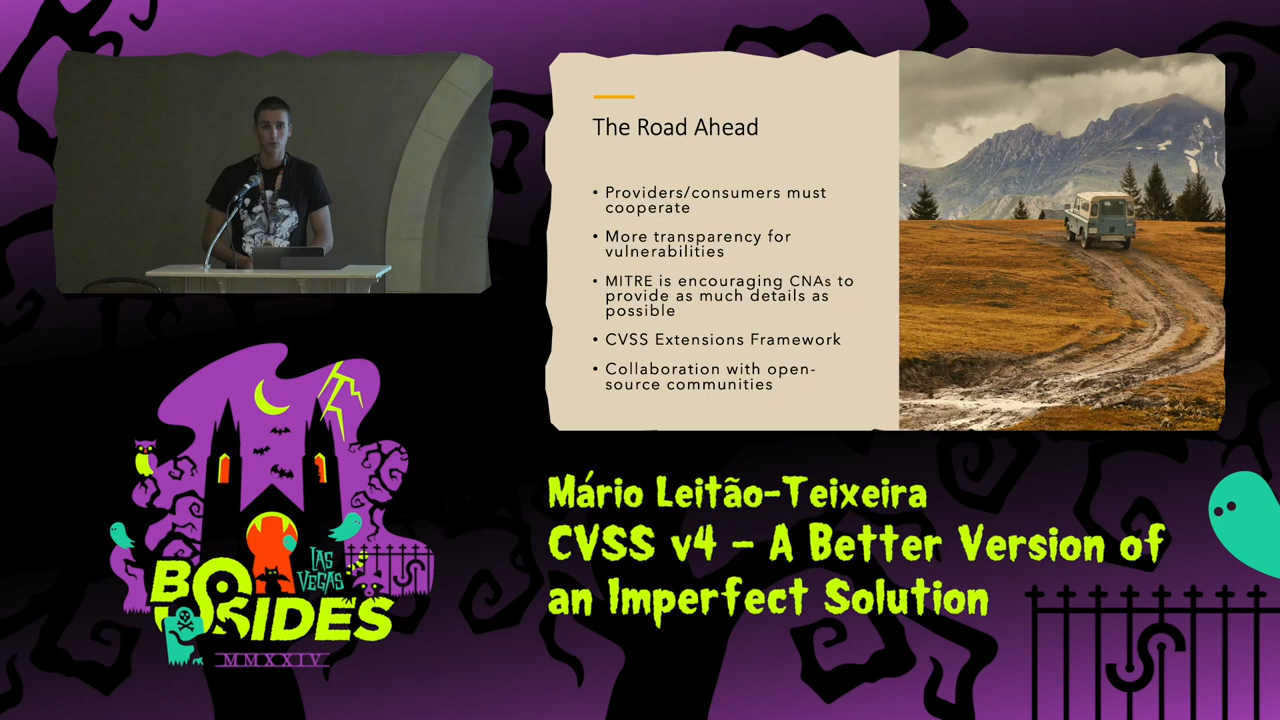 The Road Ahead
• Providers/consumers must
cooperate
• More transparency for
vulnerabilities
• MITRE is encouraging CNAs to
provide as much details as
possible
• CVSS Extensions Framework
• Collaboration with open-
source communities
LAS
VEGAS
BSIDES
MMXXIV
Mário Leitão-Teixeira
CVSS v4 - A Better Version of
an Imperfect Solution